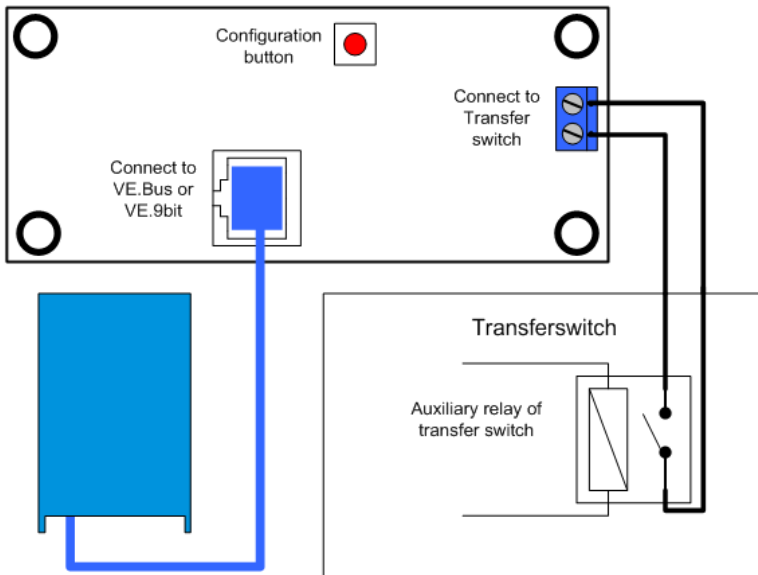 Configuration
button
Connect to
Transfer
switch
Connect to
VE.Bus or
VE.9bit
Transferswitch
Auxiliary relay of
transfer switch